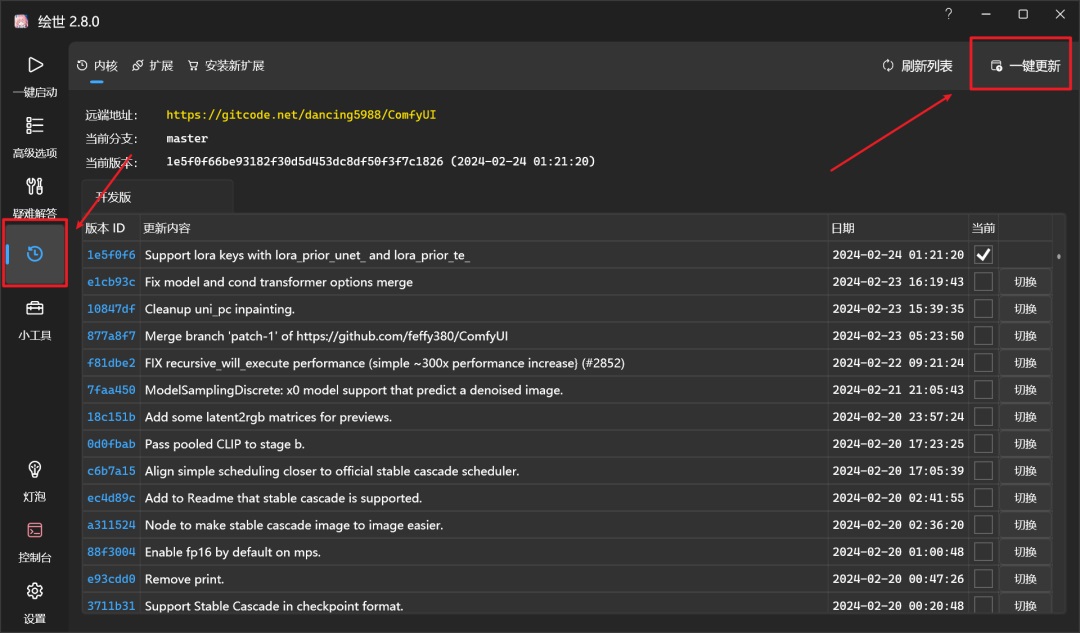 绘世 2.8.0
?
一键启动
高级选项
疑难解答
小工具
灯泡
控制台
设置
内核 扩展 安装新扩展 刷新列表 一键更新
远端地址: https://gitcode.net/dancing5988/ComfyUI
当前分支: master
当前版本: 1e5f0f66be93182f30d5d453dc8df50f3f7c1826 (2024-02-24 01:21:20)
开发版
版本 ID 更新内容 日期 当前
1e5f0f6 Support lora keys with lora_prior_unet_ and lora_prior_te_ 2024-02-24 01:21:20
e1cb93c Fix model and cond transformer options merge 2024-02-23 16:19:43 切换
10847df Cleanup uni_pc inpainting. 2024-02-23 15:39:35 切换
877a8f7 Merge branch 'patch-1' of https://github.com/feffy380/ComfyUI 2024-02-23 05:23:50 切换
f81dbe2 FIX recursive_will_execute performance (simple ~300x performance increase) (#2852) 2024-02-22 09:21:24 切换
7faa450 ModelSamplingDiscrete: x0 model support that predict a denoised image. 2024-02-21 21:05:43 切换
18c151b Add some latent2rgb matrices for previews. 2024-02-20 23:57:24 切换
0d0fbab Pass pooled CLIP to stage b. 2024-02-20 17:23:25 切换
c6b7a15 Align simple scheduling closer to official stable cascade scheduler. 2024-02-20 17:05:39 切换
ec4d89c Add to Readme that stable cascade is supported. 2024-02-20 02:41:55 切换
a311524 Node to make stable cascade image to image easier. 2024-02-20 02:36:20 切换
88f3004 Enable fp16 by default on mps. 2024-02-20 01:00:48 切换
e93cdd0 Remove print. 2024-02-20 00:47:26 切换
3711b31 Support Stable Cascade in checkpoint format. 2024-02-20 00:20:48 切换